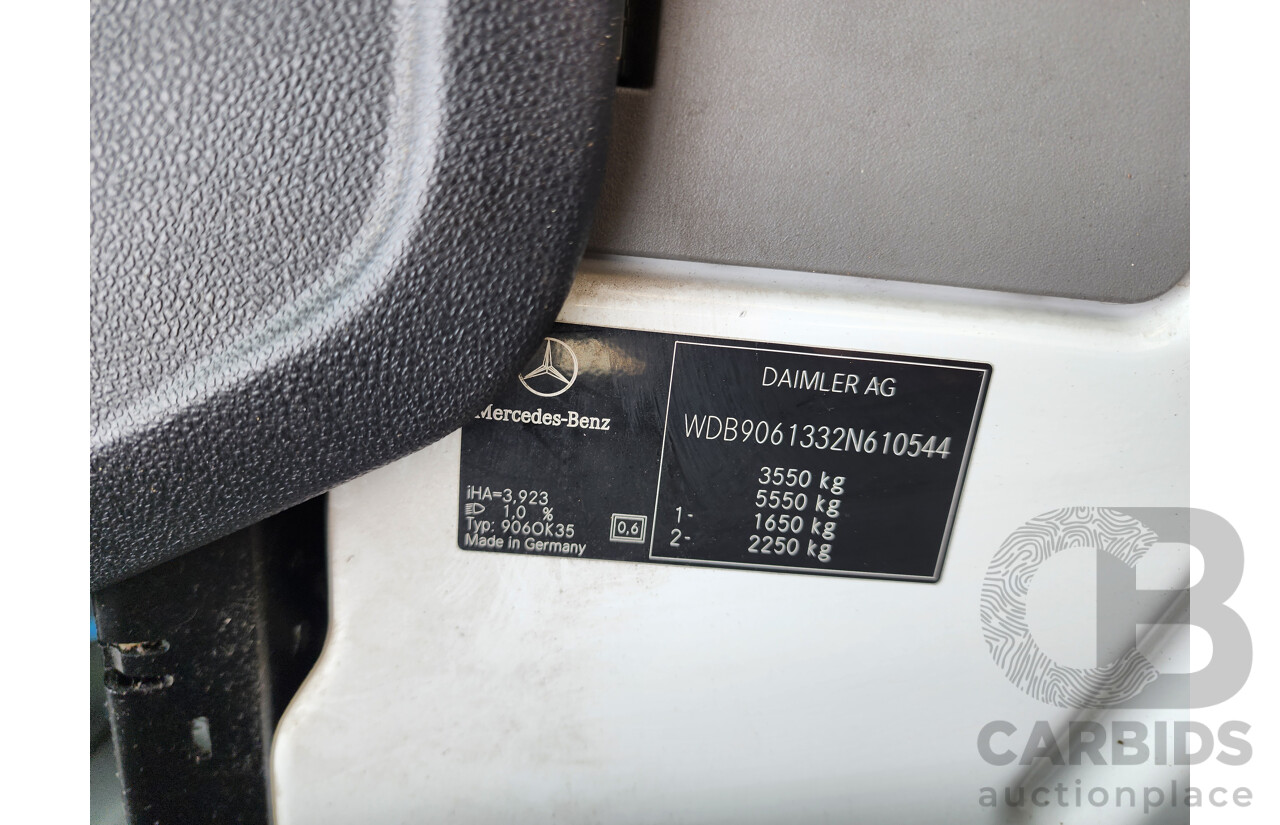 Mercedes-Benz
iHA=3,923
1,0 %
Typ: 906OK35
Made in Germany
0,6
DAIMLER AG
WDB9061332N610544
3550 kg
5550 kg
1- 1650 kg
2- 2250 kg
CB
CARBIDS
auctionplace